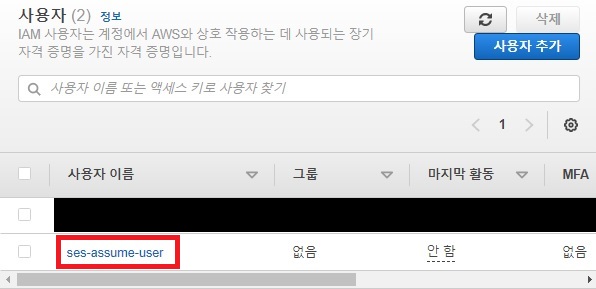 사용자 (2) 정보
IAM 사용자는 계정에서 AWS와 상호 작용하는 데 사용되는 장기
자격 증명을 가진 자격 증명입니다.
삭제
사용자 추가
사용자 이름 또는 액세스 키로 사용자 찾기
1
사용자 이름 그룹 마지막 활동 MFA
ses-assume-user 없음 안 함 없음